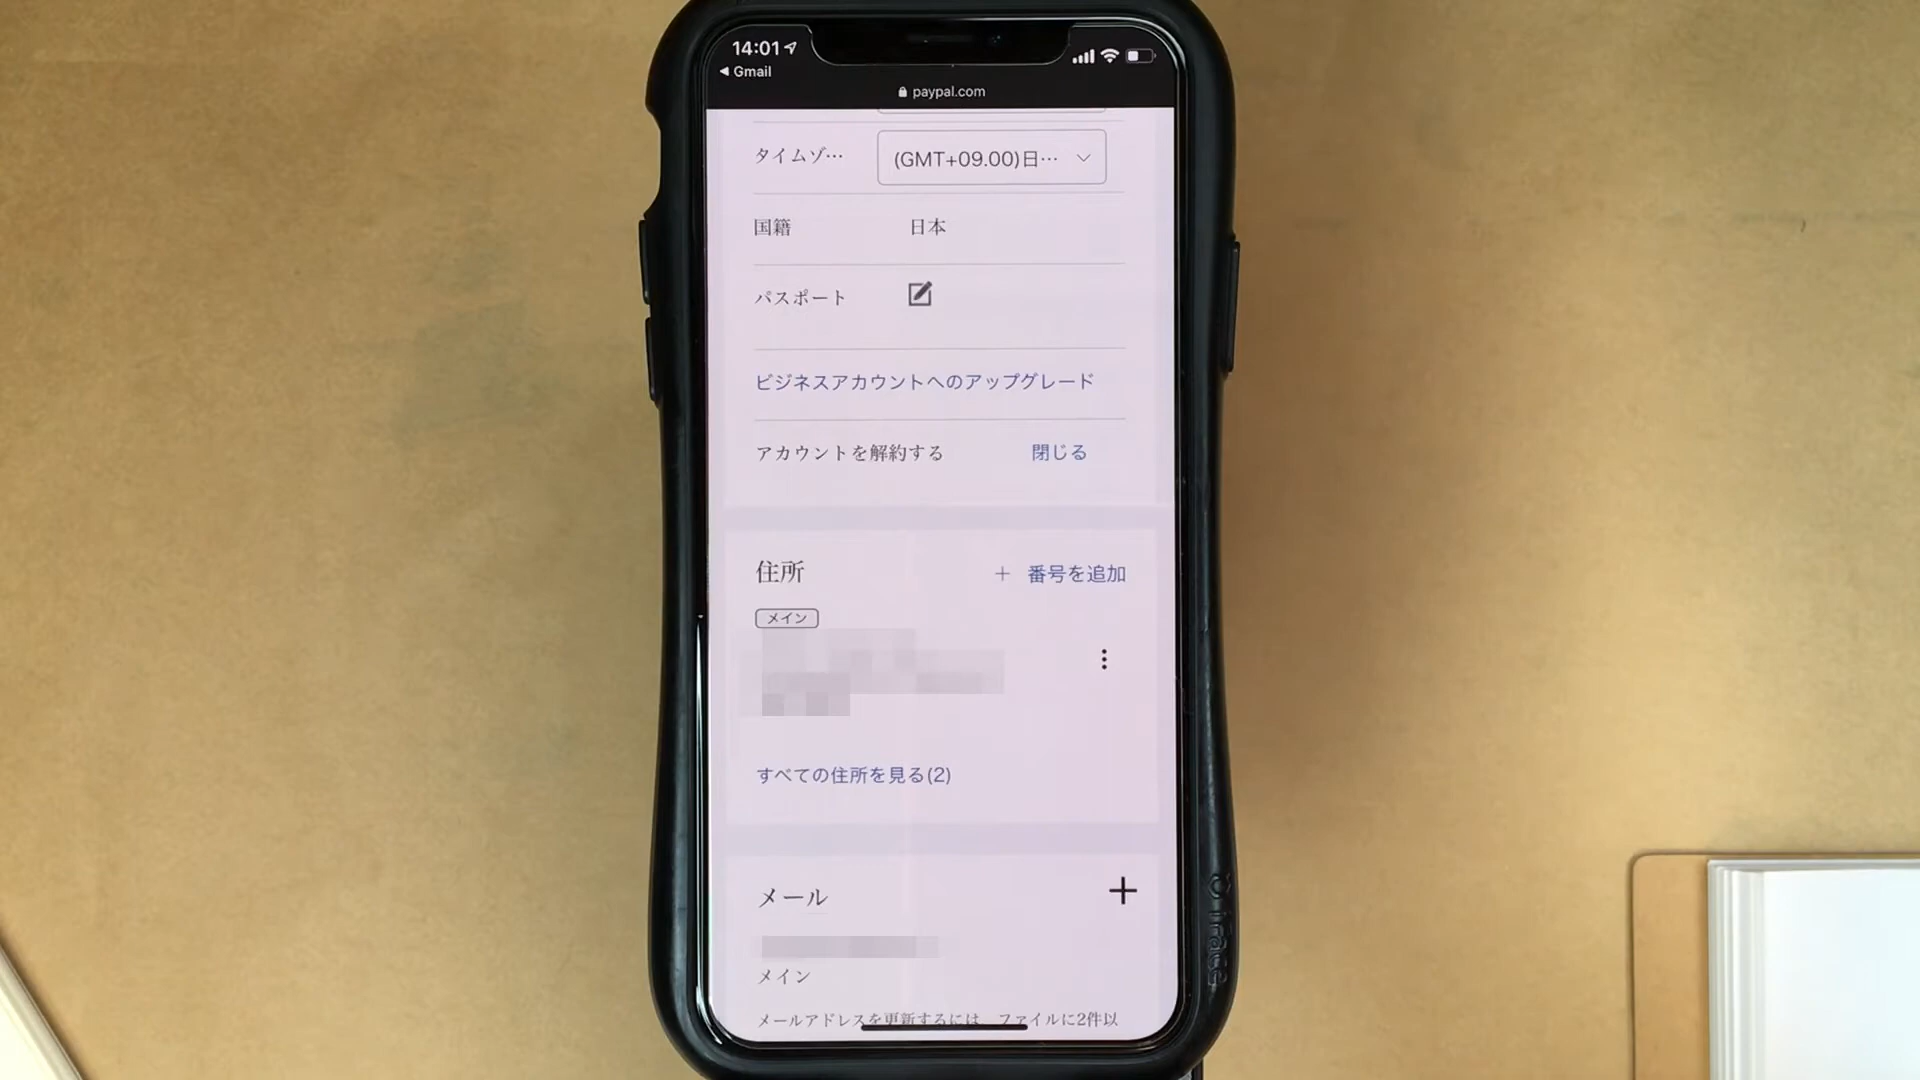 14:01
Gmail
paypal.com
タイムゾ… (GMT+09.00)日…
国籍 日本
パスポート
ビジネスアカウントへのアップグレード
アカウントを解約する 閉じる
住所 + 番号を追加
メイン
すべての住所を見る(2)
メール +
メイン
メールアドレスを更新するには、ファイルに2件以
iFace